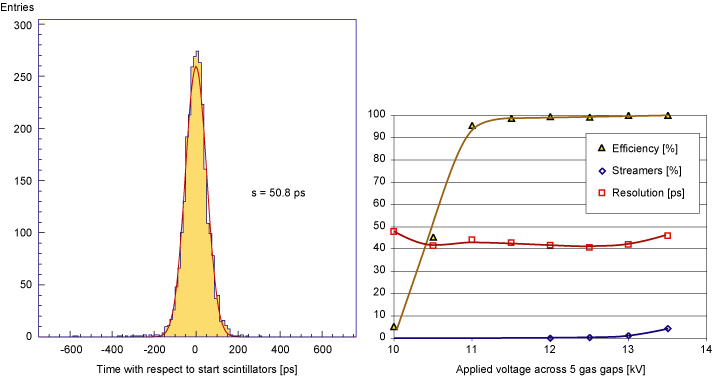 Entries
300
250
200
150
100
50
0
s = 50.8 ps
-600 -400 -200 0 200 400 600
Time with respect to start scintillators [ps]
100
90
80
70
60
50
40
30
20
10
0
Efficiency [%]
Streamers [%]
Resolution [ps]
10 11 12 13 14
Applied voltage across 5 gas gaps [kV]